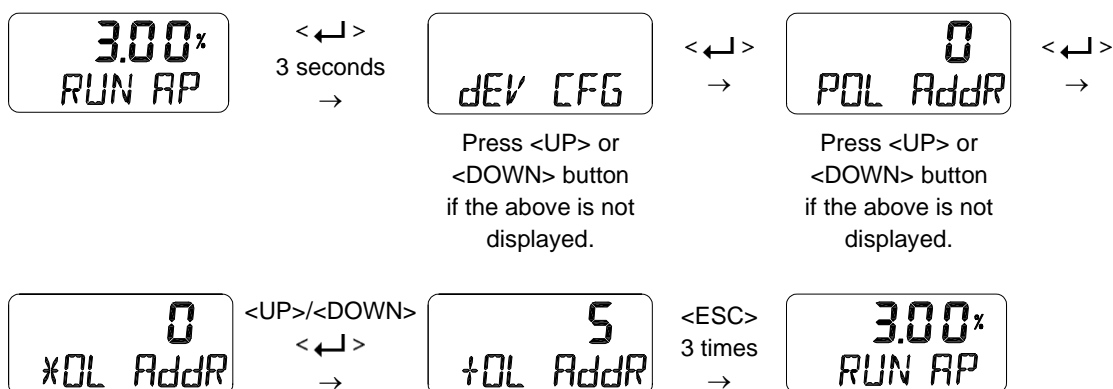 3.00%
RUN AP
< ↵ >
3 seconds
→
dEV CFG
Press <UP> or
<DOWN> button
if the above is not
displayed.
< ↵ >
→
0
POL AddR
Press <UP> or
<DOWN> button
if the above is not
displayed.
< ↵ >
→
0
*OL AddR
<UP>/<DOWN>
< ↵ >
→
5
+OL AddR
<ESC>
3 times
→
3.00%
RUN AP